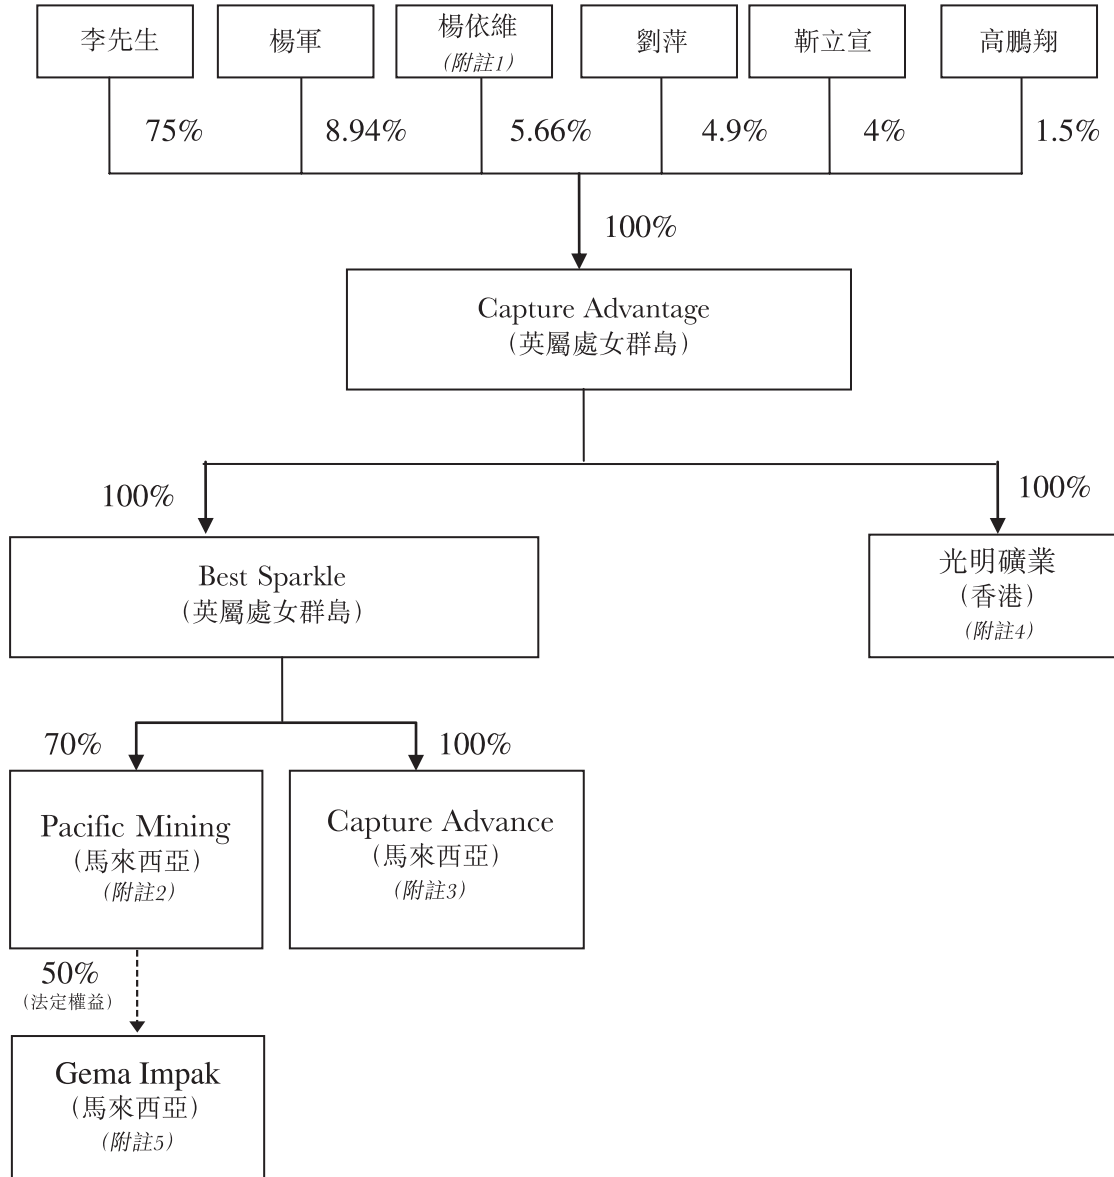 李先生
楊軍
楊依維
(附註1)
劉萍
靳立宣
高鵬翔
75%
8.94%
5.66%
4.9%
4%
1.5%
100%
Capture Advantage
(英屬處女群島)
100%
100%
Best Sparkle
(英屬處女群島)
光明礦業
(香港)
(附註4)
70%
100%
Pacific Mining
(馬來西亞)
(附註2)
Capture Advance
(馬來西亞)
(附註3)
50%
(法定權益)
Gema Impak
(馬來西亞)
(附註5)